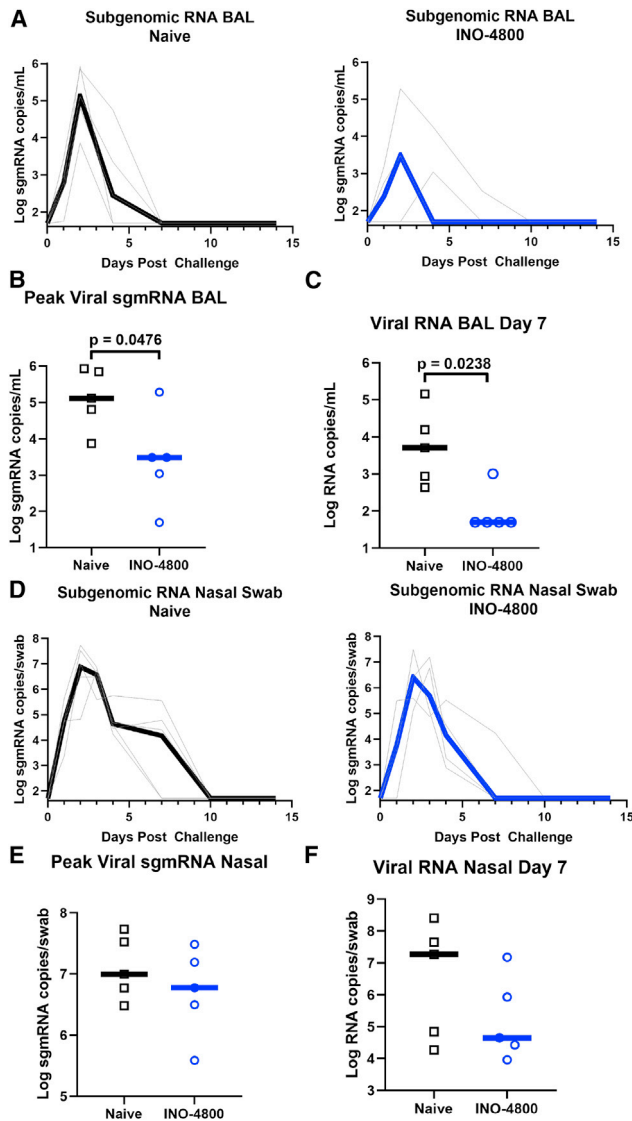 A
Subgenomic RNA BAL
Naive
Log sgmRNA copies/mL
6
5
4
3
2
0
5
10
15
Days Post Challenge
Subgenomic RNA BAL
INO-4800
Log sgmRNA copies/mL
6
5
4
3
2
0
5
10
15
Days Post Challenge
B
Peak Viral sgmRNA BAL
p = 0.0476
Log sgmRNA copies/mL
6
5
4
3
2
1
Naive
INO-4800
C
Viral RNA BAL Day 7
p = 0.0238
Log RNA copies/mL
6
5
4
3
2
1
Naive
INO-4800
D
Subgenomic RNA Nasal Swab
Naive
Log sgmRNA copies/swab
8
7
6
5
4
3
2
0
5
10
15
Days Post Challenge
Subgenomic RNA Nasal Swab
INO-4800
Log sgmRNA copies/swab
8
7
6
5
4
3
2
0
5
10
15
Days Post Challenge
E
Peak Viral sgmRNA Nasal
Log sgmRNA copies/swab
8
7
6
5
Naive
INO-4800
F
Viral RNA Nasal Day 7
Log RNA copies/swab
9
8
7
6
5
4
3
Naive
INO-4800